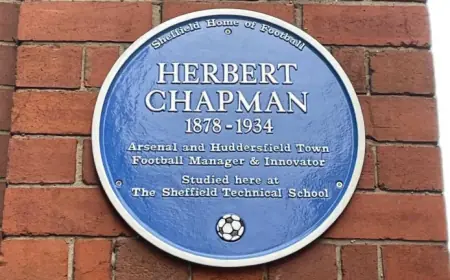 Sheffield Home of Football
HERBERT
CHAPMAN
1878 - 1934
Arsenal and Huddersfield Town
Football Manager & Innovator
Studied here at
The Sheffield Technical School